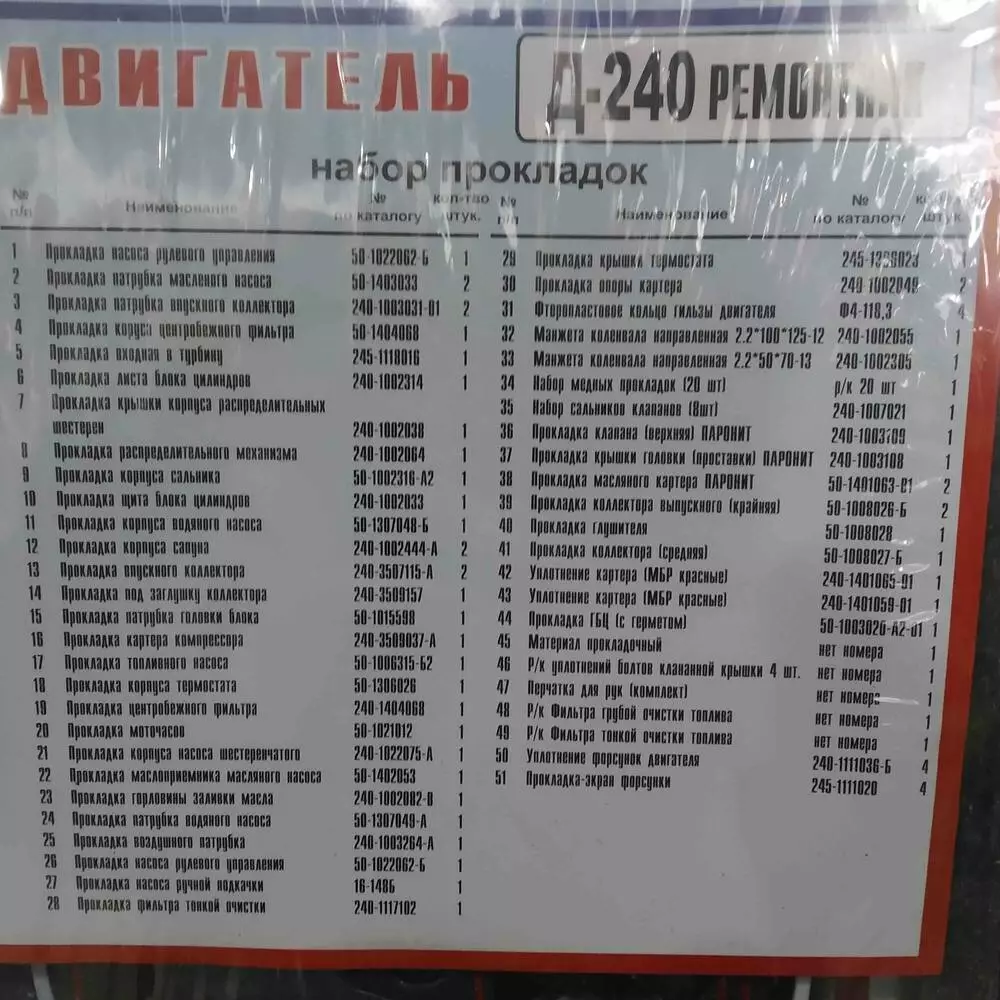 ДВИГАТЕЛЬ
Д-240 РЕМОНТНИК
набор прокладок
№ п/п Наименование № по каталогу кол-тво штук.
1 Прокладка насоса рулевого управления 50-1022062-Б 1
2 Прокладка патрубка масленого насоса 50-1403033 2
3 Прокладка патрубка впускного коллектора 240-1003031-01 2
4 Прокладка коруса центробежного фильтра 50-1404068 1
5 Прокладка входная в турбину 245-1118016 1
6 Прокладка листа блока цилиндров 240-1002314 1
7 Прокладка крышки корпуса распределительных
шестерен 240-1002038 1
8 Прокладка распределительного механизма 240-1002064 1
9 Прокладка корпуса сальника 50-1002316-А2 1
10 Прокладка щита блока цилиндров 240-1002033 1
11 Прокладка корпуса водяного насоса 50-1307048-Б 1
12 Прокладка корпуса сапуна 240-1002444-А 2
13 Прокладка впускного коллектора 240-3507115-А 2
14 Прокладка под заглушку коллектора 240-3509157 1
15 Прокладка патрубка головки блока 50-1015598 1
16 Прокладка картера компрессора 240-3509037-А 1
17 Прокладка топливного насоса 50-1006315-Б2 1
18 Прокладка корпуса термостата 50-1306026 1
19 Прокладка центробежного фильтра 240-1404068 1
20 Прокладка моточасов 50-1021012 1
21 Прокладка корпуса насоса шестеренчатого 240-1022075-А 1
22 Прокладка маслоприемника масляного насоса 50-1402053 1
23 Прокладка горловины заливки масла 240-1002082-В 1
24 Прокладка патрубка водяного насоса 50-1307049-А 1
25 Прокладка воздушного патрубка 240-1003264-А 1
26 Прокладка насоса рулевого управления 50-1022062-Б 1
27 Прокладка насоса ручной подкачки 16-148Б 1
28 Прокладка фильтра тонкой очистки 240-1117102 1
№ п/п Наименование № по каталогу штук
29 Прокладка крышки термостата 1
30 Прокладка опоры картера 240-1002049 2
31 Фторопластовое кольцо гильзы двигателя Ф4-118,3 4
32 Манжета коленвала направленная 2.2*100*125-12 240-1002055 1
33 Манжета коленвала направленная 2.2*50*70-13 240-1002305 1
34 Набор медных прокладок (20 шт) р/к 20 шт 1
35 Набор сальников клапанов (8шт) 240-1007021 1
36 Прокладка клапана (верхняя) ПАРОНИТ 240-1003109 1
37 Прокладка крышки головки (проставки) ПАРОНИТ 240-1003108 1
38 Прокладка масляного картера ПАРОНИТ 50-1401063-В1 2
39 Прокладка коллектора выпускного (крайняя) 50-1008026-Б 2
40 Прокладка глушителя 50-1008028 1
41 Прокладка коллектора (средняя) 50-1008027-Б 1
42 Уплотнение картера (МБР красные) 240-1401065-01 1
43 Уплотнение картера (МБР красные) 240-1401059-01 1
44 Прокладка ГБЦ (с герметом) 50-1003020-А2-01 1
45 Материал прокладочный нет номера 1
46 Р/к уплотнений болтов клапанной крышки 4 шт. нет номера 1
47 Перчатка для рук (комплект) нет номера 1
48 Р/к Фильтра грубой очистки топлива нет номера 1
49 Р/к Фильтра тонкой очистки топлива нет номера 1
50 Уплотнение форсунок двигателя 240-1111036-Б 4
51 Прокладка-экран форсунки 245-1111020 4